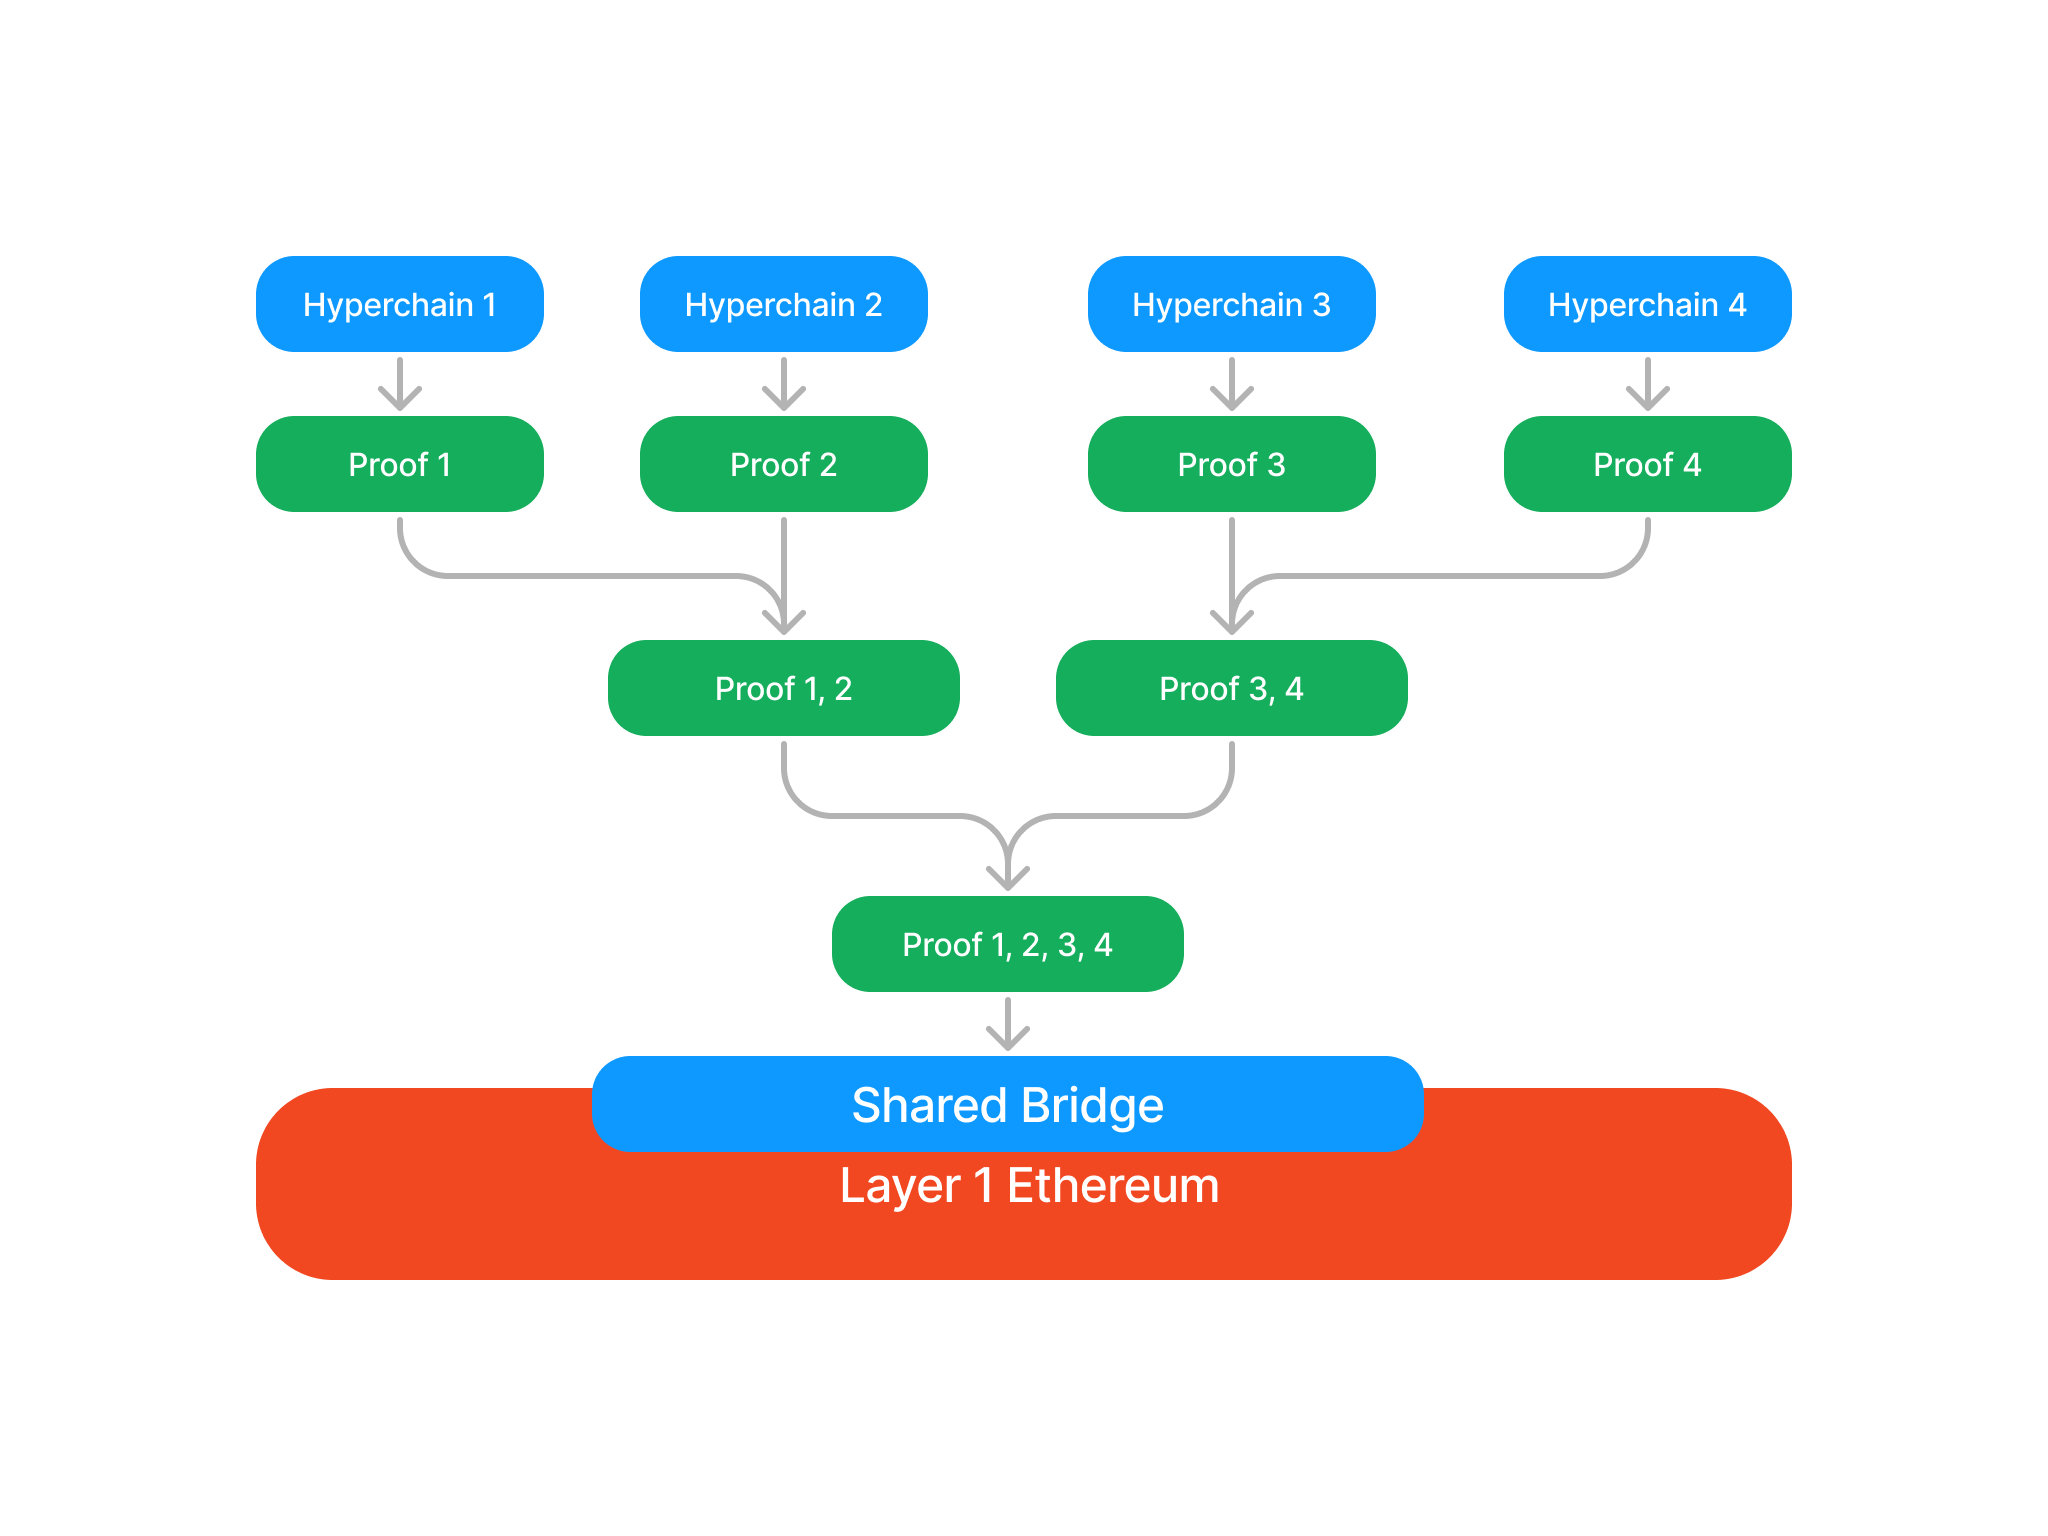 Hyperchain 1
Hyperchain 2
Hyperchain 3
Hyperchain 4
Proof 1
Proof 2
Proof 3
Proof 4
Proof 1, 2
Proof 3, 4
Proof 1, 2, 3, 4
Shared Bridge
Layer 1 Ethereum